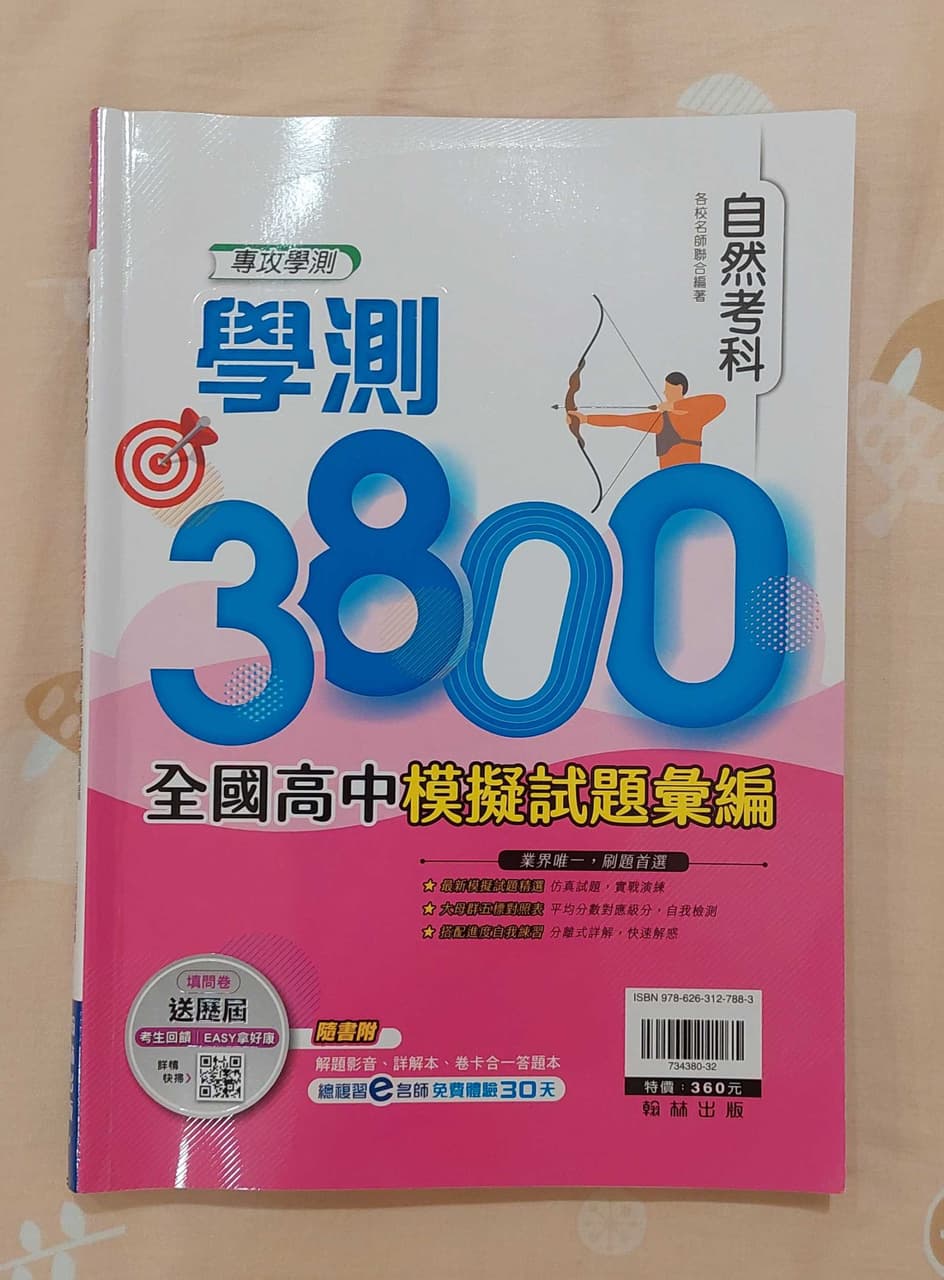 自然考科
各校名師聯合編著
專攻學測
學測
3800
全國高中模擬試題彙編
業界唯一，刷題首選
★ 最新模擬試題精選 仿真試題，實戰演練
★ 大母群五標對照表 平均分數對應級分，自我檢測
★ 搭配進度自我練習 分離式詳解，快速解惑
填問卷
送歷屆
考生回饋｜EASY拿好康
詳情
快掃》
隨書附
解題影音、詳解本、卷卡合一答題本
總複習e名師 免費體驗30天
ISBN 978-626-312-788-3
734380-32
特價：360元
翰林出版